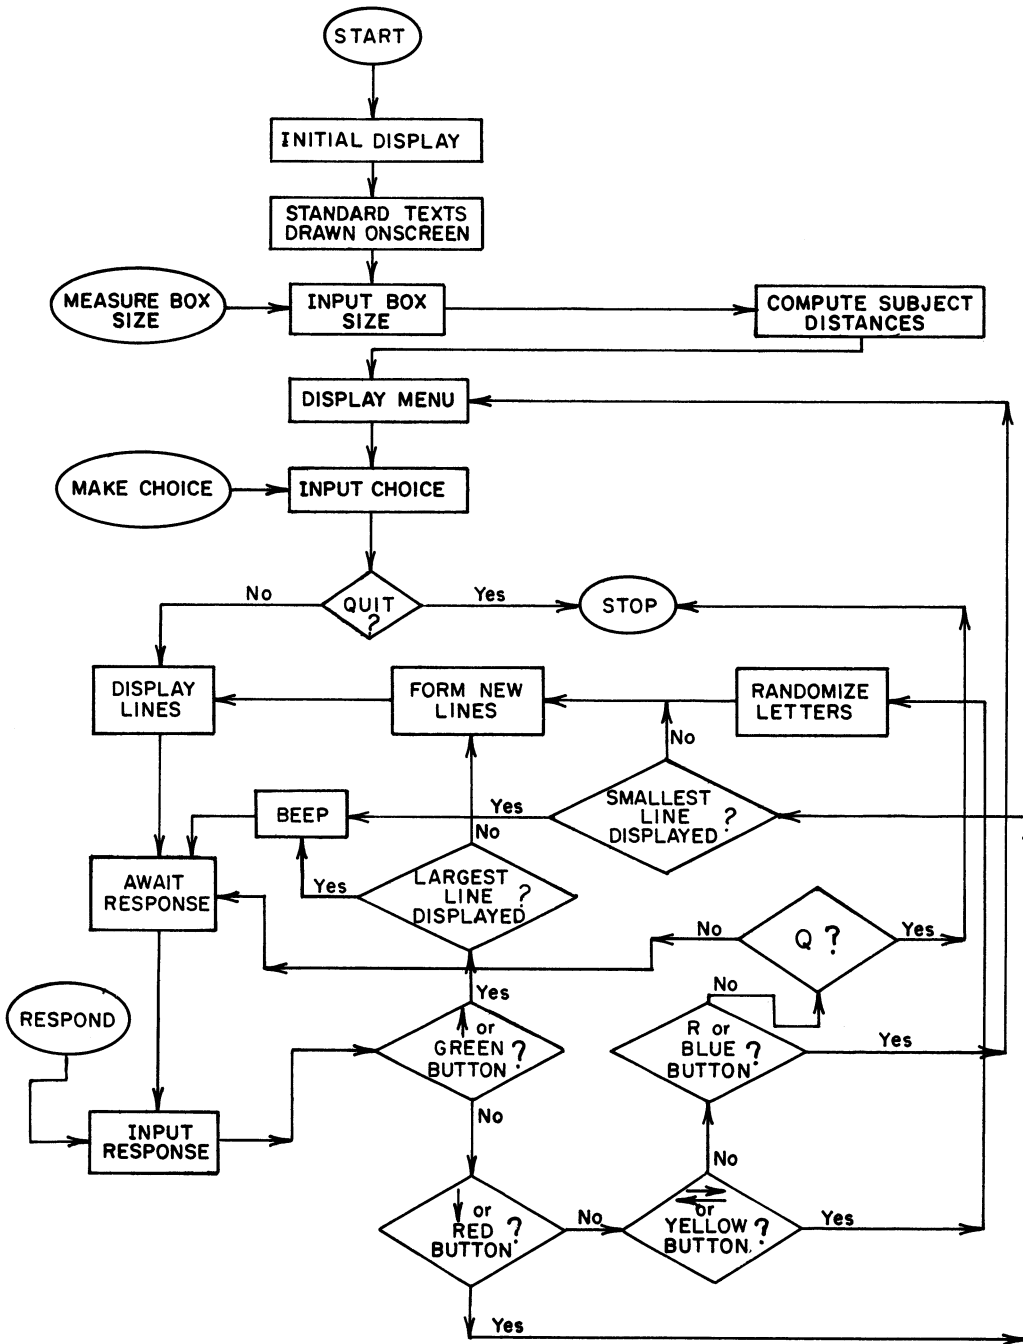 START
INITIAL DISPLAY
STANDARD TEXTS
DRAWN ONSCREEN
MEASURE BOX
SIZE
INPUT BOX
SIZE
COMPUTE SUBJECT
DISTANCES
DISPLAY MENU
MAKE CHOICE
INPUT CHOICE
No
QUIT
?
Yes
STOP
DISPLAY
LINES
FORM NEW
LINES
RANDOMIZE
LETTERS
No
SMALLEST
LINE
DISPLAYED ?
Yes
BEEP
No
Yes
LARGEST
LINE
DISPLAYED ?
AWAIT
RESPONSE
No
Q ?
Yes
RESPOND
Yes
↑ or
GREEN
BUTTON ?
No
R or
BLUE
BUTTON ?
Yes
INPUT
RESPONSE
No
No
↓ or
RED
BUTTON ?
No
⇄
or
YELLOW
BUTTON ?
Yes
Yes